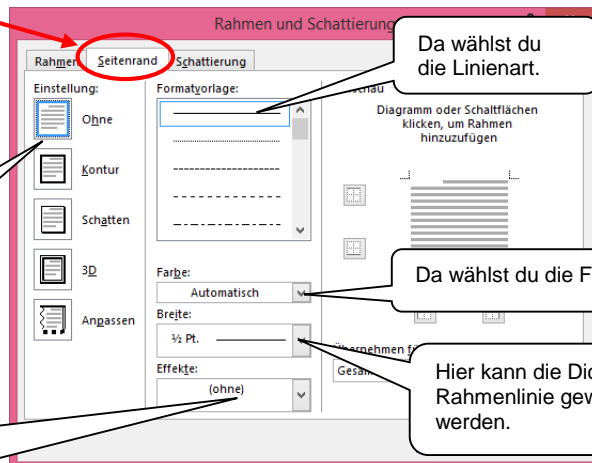 Rahmen und Schattierung
Da wählst du
die Linienart.
Rahmen
Seitenrand
Schattierung
Einstellung:
Ohne
Kontur
Schatten
3D
Anpassen
Formatvorlage:
Farbe:
Automatisch
Breite:
½ Pt.
Effekte:
(ohne)
Diagramm oder Schaltflächen
klicken, um Rahmen
hinzuzufügen
Da wählst du die F
Übernehmen f
Hier kann die Dic
Rahmenlinie gew
werden.